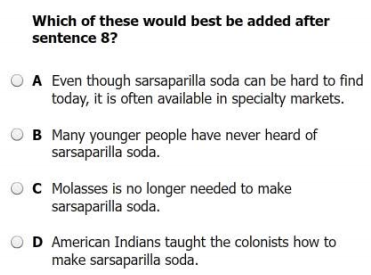 Which of these would best be added after
sentence 8?
A Even though sarsaparilla soda can be hard to find
today, it is often available in specialty markets.
B Many younger people have never heard of
sarsaparilla soda.
C Molasses is no longer needed to make
sarsaparilla soda.
D American Indians taught the colonists how to
make sarsaparilla soda.